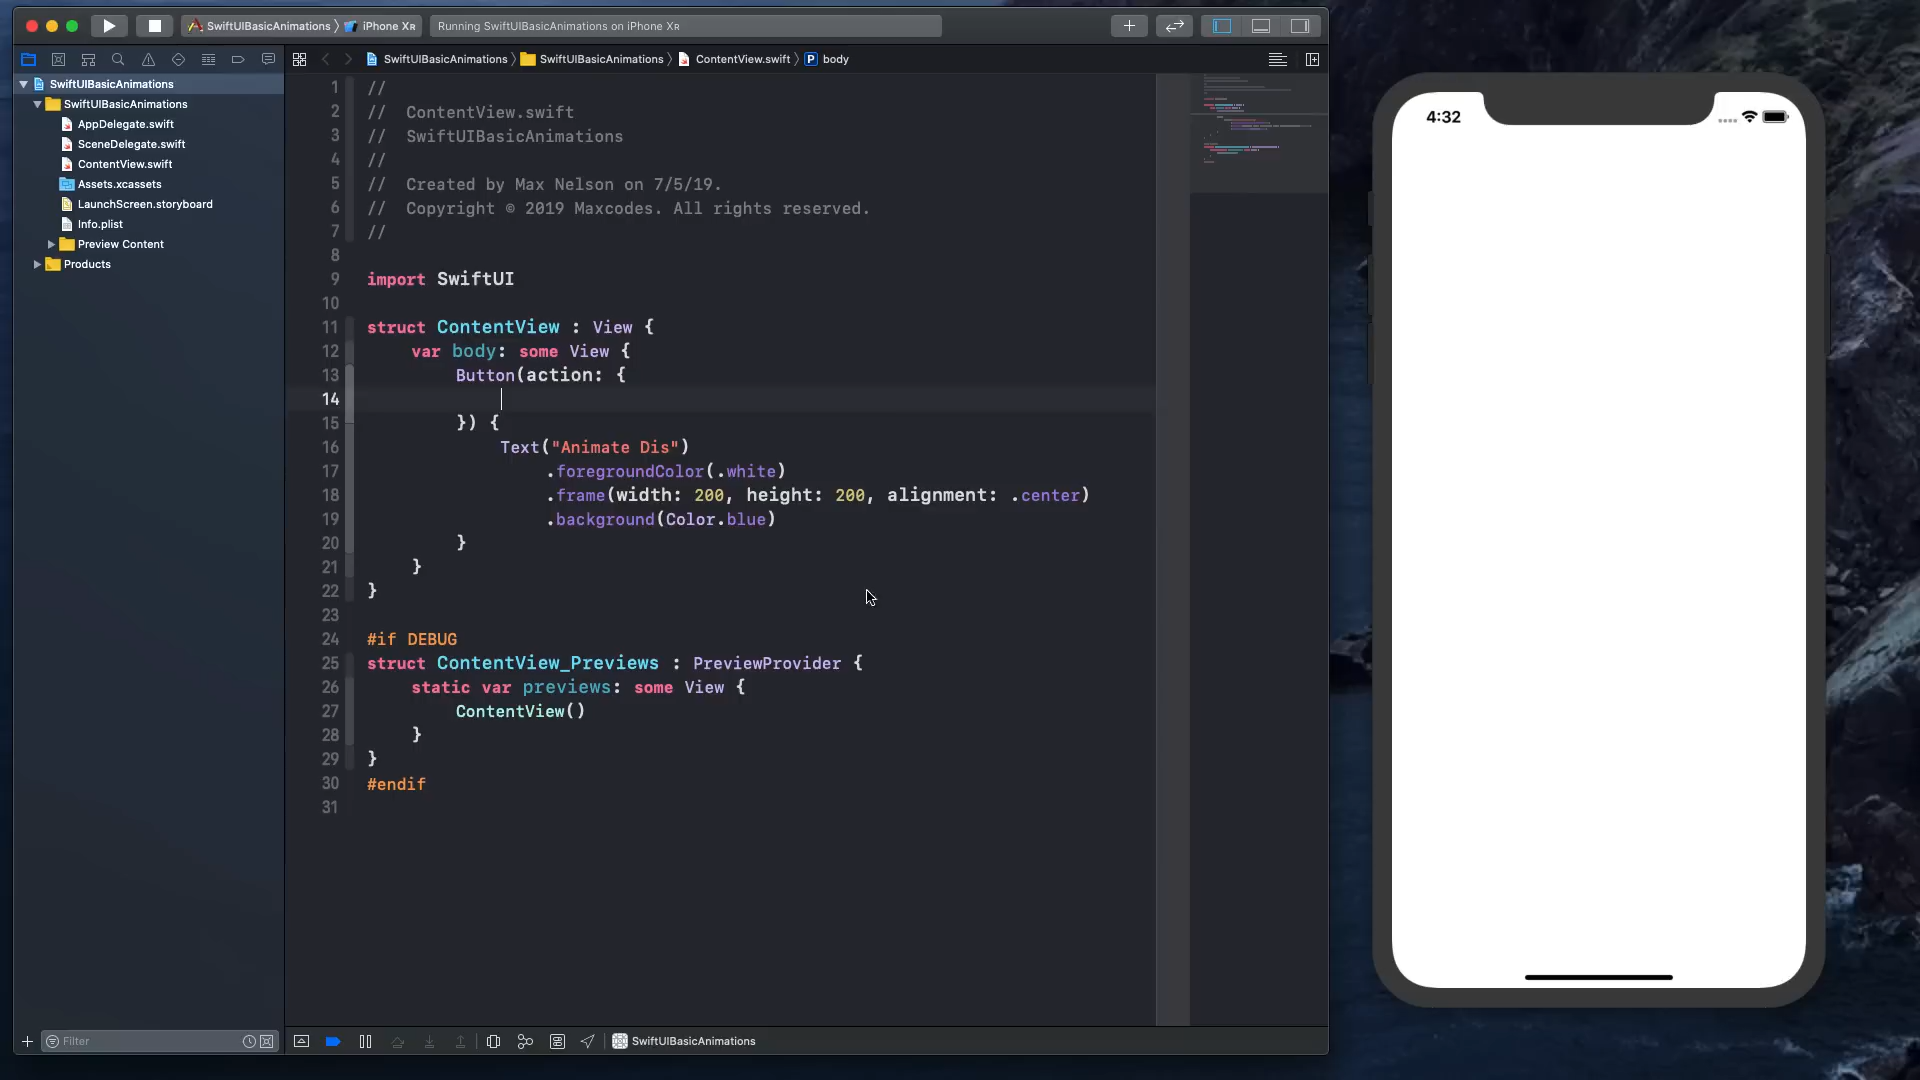 SwiftUIBasicAnimations 〉 iPhone Xʀ
Running SwiftUIBasicAnimations on iPhone Xʀ
SwiftUIBasicAnimations 〉 SwiftUIBasicAnimations 〉 ContentView.swift 〉 P body
SwiftUIBasicAnimations
SwiftUIBasicAnimations
AppDelegate.swift
SceneDelegate.swift
ContentView.swift
Assets.xcassets
LaunchScreen.storyboard
Info.plist
Preview Content
Products
Filter
1 //
2 //  ContentView.swift
3 //  SwiftUIBasicAnimations
4 //
5 //  Created by Max Nelson on 7/5/19.
6 //  Copyright © 2019 Maxcodes. All rights reserved.
7 //
8
9 import SwiftUI
10
11 struct ContentView : View {
12     var body: some View {
13         Button(action: {
14
15         }) {
16             Text("Animate Dis")
17                 .foregroundColor(.white)
18                 .frame(width: 200, height: 200, alignment: .center)
19                 .background(Color.blue)
20         }
21     }
22 }
23
24 #if DEBUG
25 struct ContentView_Previews : PreviewProvider {
26     static var previews: some View {
27         ContentView()
28     }
29 }
30 #endif
31
SwiftUIBasicAnimations
4:32